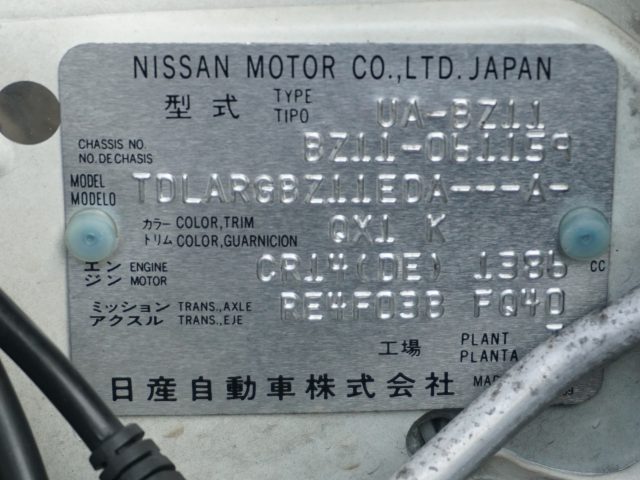 NISSAN MOTOR CO.,LTD. JAPAN
型式 TYPE TIPO UA-BZ11
CHASSIS NO. NO. DE CHASIS BZ11-061159
MODEL MODELO TDLARGBZ11EDA---A-
カラー COLOR,TRIM トリム COLOR,GUARNICION QX1 K
エンジン ENGINE MOTOR CR14(DE) 1386 CC
ミッション TRANS.,AXLE アクスル TRANS.,EJE RE4F03B FQ40
工場 PLANT PLANTA
日産自動車株式会社